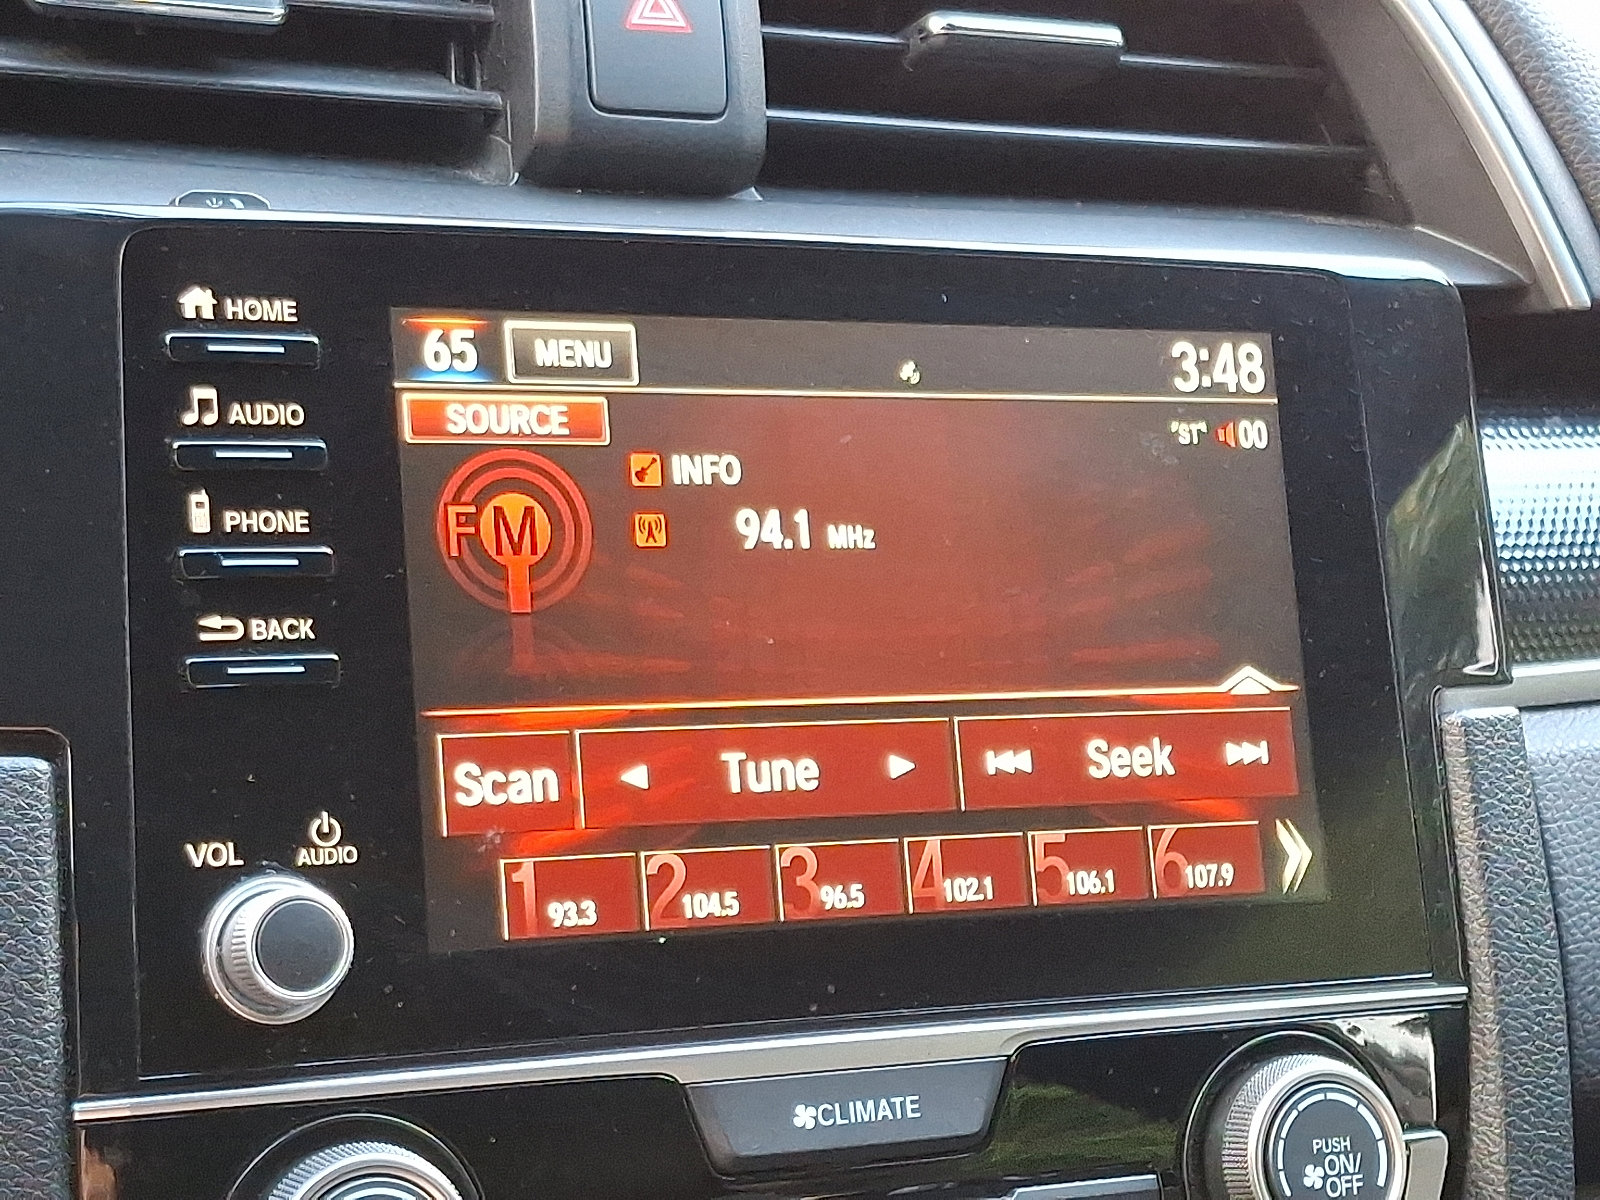 HOME
AUDIO
PHONE
BACK
VOL
AUDIO
65 MENU 3:48
SOURCE
"ST" 00
FM
INFO
94.1 MHz
Scan Tune Seek
1 93.3 2 104.5 3 96.5 4 102.1 5 106.1 6 107.9
CLIMATE
PUSH
ON/
OFF